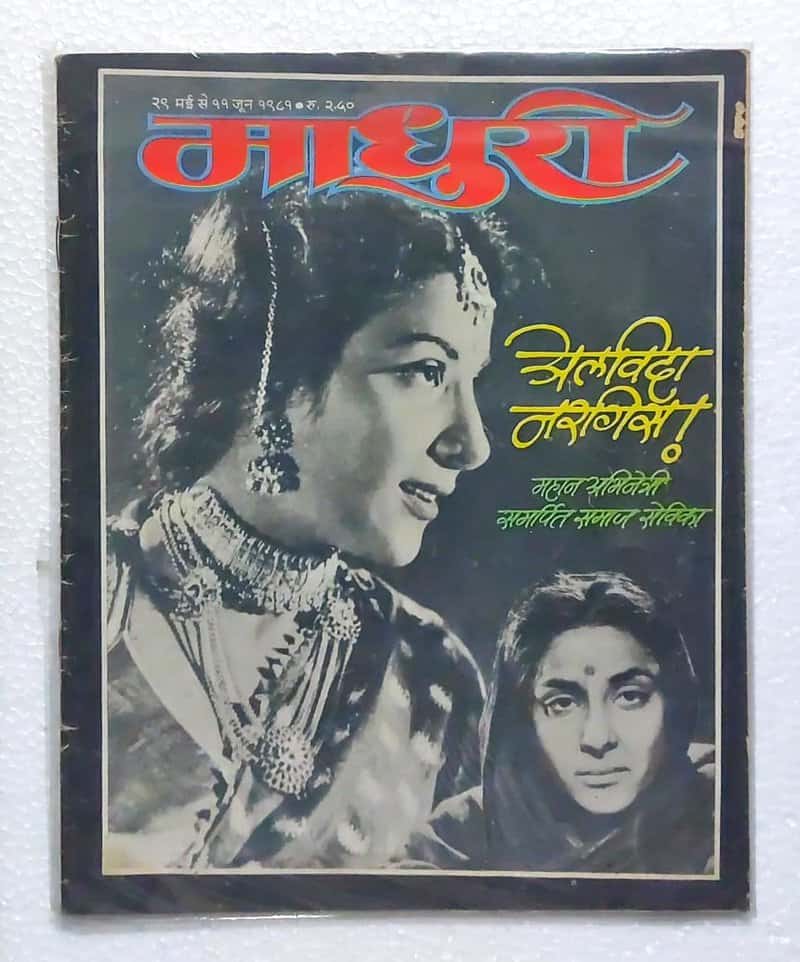 २९ मई से ११ जून १९८१ ● रु. २.५०
माधुरी
अलविदा
नरगिस!
महान अभिनेत्री
समर्पित समाज सेविका